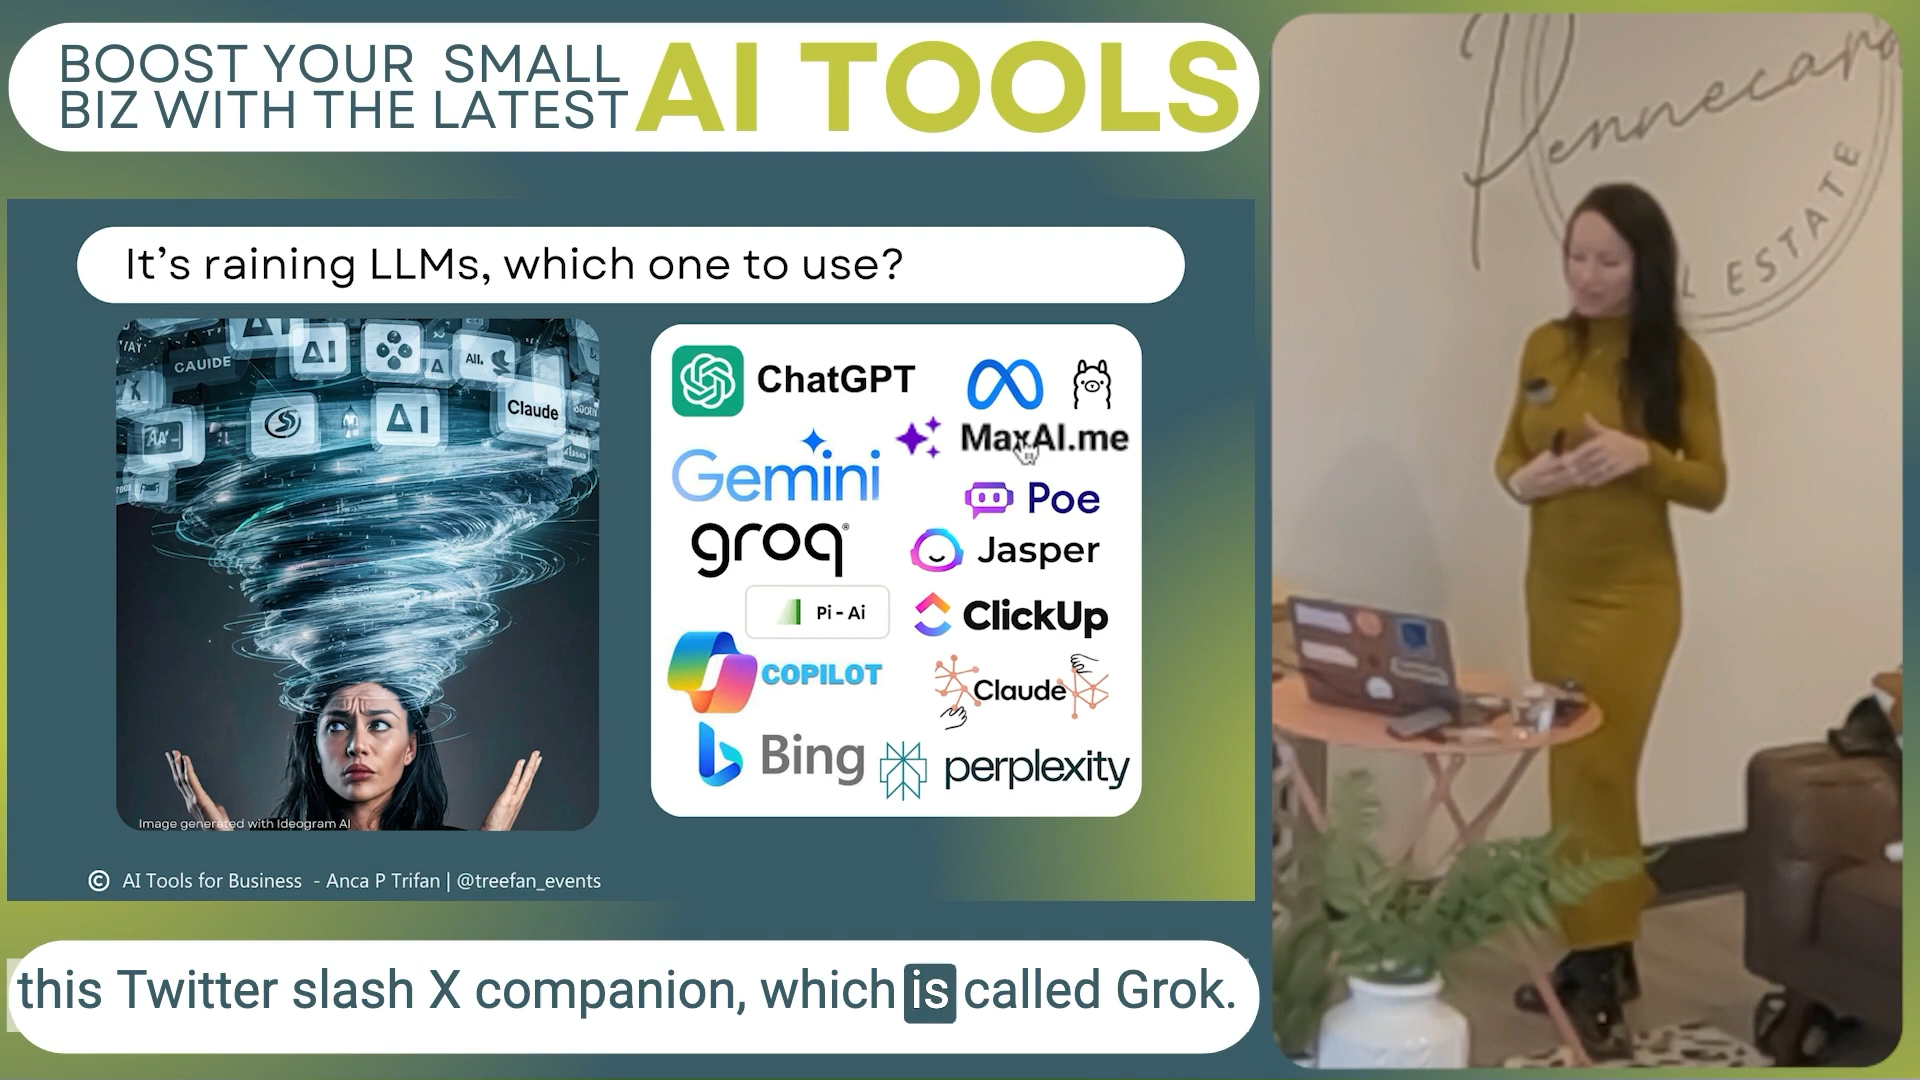 BOOST YOUR SMALL
BIZ WITH THE LATEST
AI TOOLS
It's raining LLMs, which one to use?
CAUIDE
AI
AI
Claude
Image generated with Ideogram AI
ChatGPT
MaxAI.me
Gemini
Poe
groq
Jasper
Pi - Ai
ClickUp
COPILOT
Claude
Bing
perplexity
© AI Tools for Business - Anca P Trifan | @treefan_events
this Twitter slash X companion, which is called Grok.
Pennecard
ESTATE